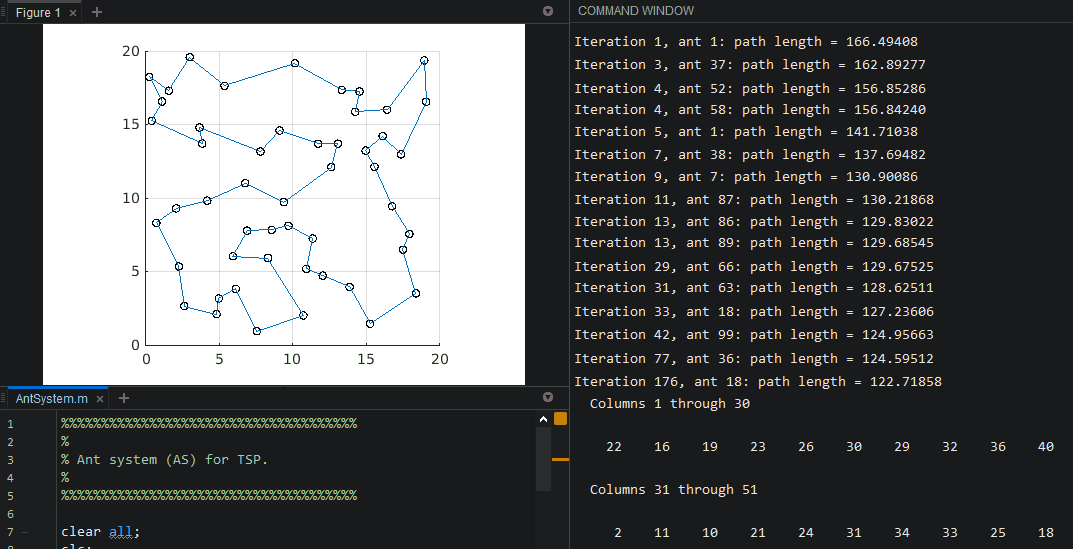 Figure 1 × +
20
15
10
5
0
0 5 10 15 20
AntSystem.m × +
1 %%%%%%%%%%%%%%%%%%%%%%%%%%%%%%%%%%%%%
2 %
3 % Ant system (AS) for TSP.
4 %
5 %%%%%%%%%%%%%%%%%%%%%%%%%%%%%%%%%%%%%
6
7 – clear all;
COMMAND WINDOW
Iteration 1, ant 1: path length = 166.49408
Iteration 3, ant 37: path length = 162.89277
Iteration 4, ant 52: path length = 156.85286
Iteration 4, ant 58: path length = 156.84240
Iteration 5, ant 1: path length = 141.71038
Iteration 7, ant 38: path length = 137.69482
Iteration 9, ant 7: path length = 130.90086
Iteration 11, ant 87: path length = 130.21868
Iteration 13, ant 86: path length = 129.83022
Iteration 13, ant 89: path length = 129.68545
Iteration 29, ant 66: path length = 129.67525
Iteration 31, ant 63: path length = 128.62511
Iteration 33, ant 18: path length = 127.23606
Iteration 42, ant 99: path length = 124.95663
Iteration 77, ant 36: path length = 124.59512
Iteration 176, ant 18: path length = 122.71858
Columns 1 through 30
22 16 19 23 26 30 29 32 36 40
Columns 31 through 51
2 11 10 21 24 31 34 33 25 18